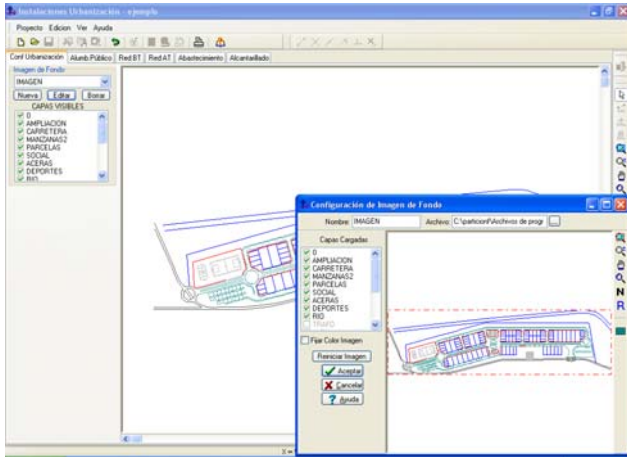 Instalaciones Urbanización - ejemplo
Proyecto Edicion Ver Ayuda
Conf Urbanización Alumb.Público Red BT Red AT Abastecimiento Alcantarillado
Imagen de Fondo
IMAGEN
Nueva Editar Borrar
CAPAS VISIBLES
0
AMPLIACION
CARRETERA
MANZANAS2
PARCELAS
SOCIAL
ACERAS
DEPORTES
RIO
Configuración de Imagen de Fondo
Nombre: IMAGEN Archivo: C:\particionf\Archivos de progr ...
Capas Cargadas
0
AMPLIACION
CARRETERA
MANZANAS2
PARCELAS
SOCIAL
ACERAS
DEPORTES
RIO
TRAFO
Fijar Color Imagen
Reiniciar Imagen
Aceptar
Cancelar
Ayuda
N
R
X =